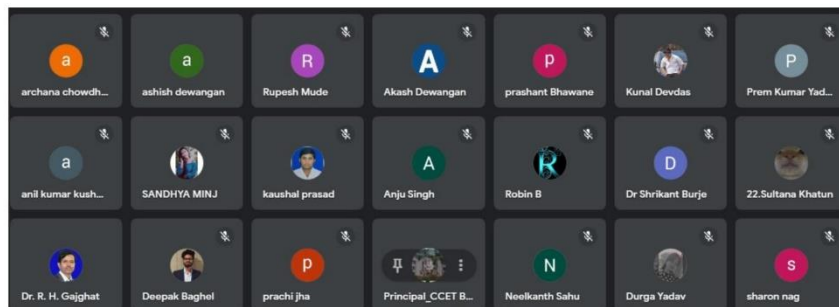 a
archana chowdh...
a
ashish dewangan
R
Rupesh Mude
A
Akash Dewangan
p
prashant Bhawane
Kunal Devdas
P
Prem Kumar Yad...
a
anil kumar kush...
SANDHYA MINJ
kaushal prasad
A
Anju Singh
R
Robin B
D
Dr Shrikant Burje
22.Sultana Khatun
Dr. R. H. Gajghat
Deepak Baghel
p
prachi jha
Principal_CCET B...
N
Neelkanth Sahu
Durga Yadav
s
sharon nag